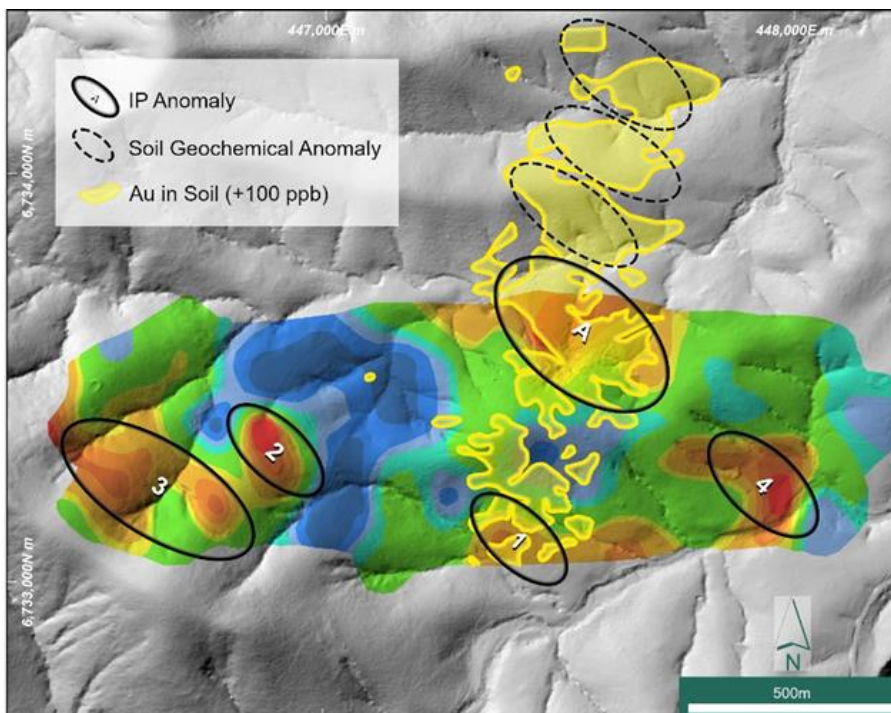 447,000E m
448,000E m
IP Anomaly
Soil Geochemical Anomaly
Au in Soil (+100 ppb)
6,734,000N m
A
2
3
4
1
6,733,000N m
N
500m